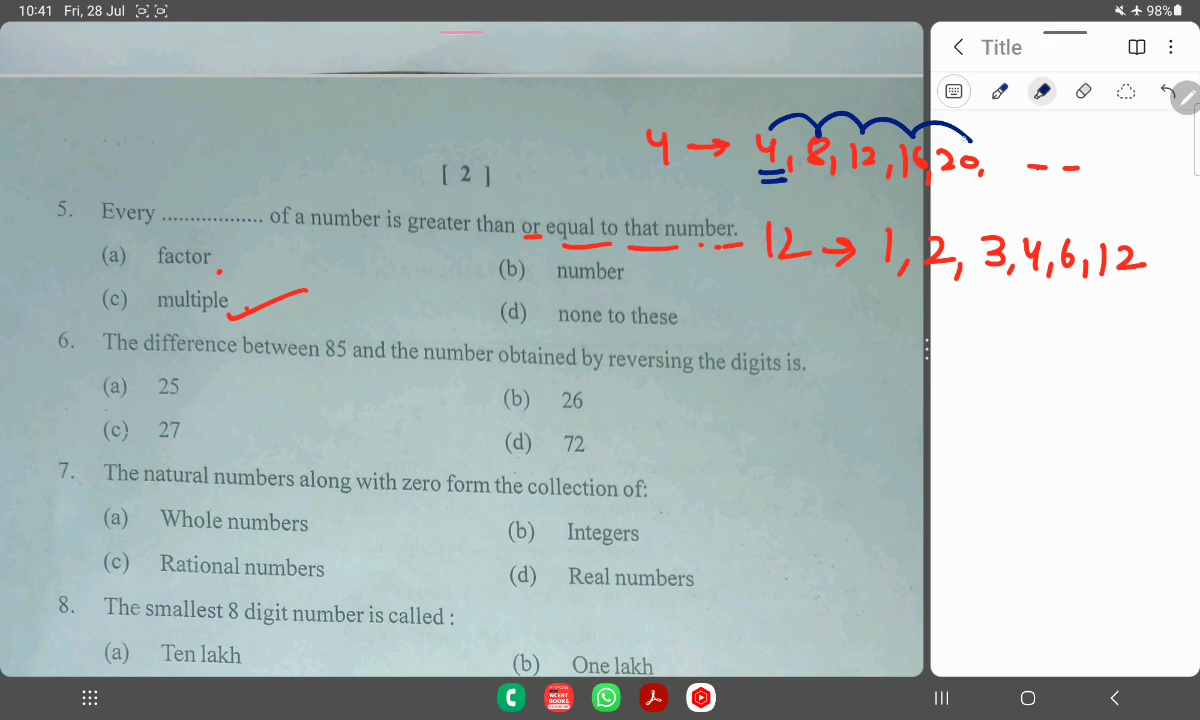 10:41 Fri, 28 Jul
98%
Title
4 → 4, 8, 12, 16, 20, - -
[ 2 ]
5. Every .................. of a number is greater than or equal to that number.
12 → 1, 2, 3, 4, 6, 12
(a) factor (b) number
(c) multiple (d) none to these
6. The difference between 85 and the number obtained by reversing the digits is.
(a) 25 (b) 26
(c) 27 (d) 72
7. The natural numbers along with zero form the collection of:
(a) Whole numbers (b) Integers
(c) Rational numbers (d) Real numbers
8. The smallest 8 digit number is called :
(a) Ten lakh (b) One lakh
NCERT
BOOKS